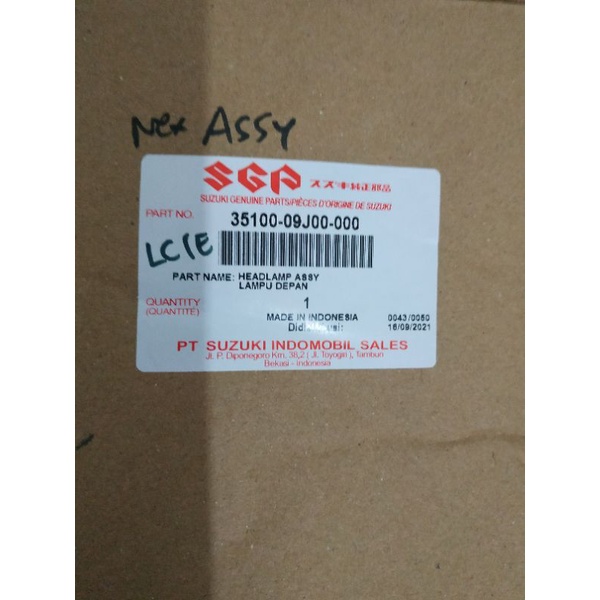 Nex ASSY
SGP スズキ純正部品
SUZUKI GENUINE PARTS/PIÈCES D'ORIGINE DE SUZUKI
PART NO. 35100-09J00-000
LC1E
PART NAME: HEADLAMP ASSY
LAMPU DEPAN
QUANTITY 1
(QUANTITÉ)
MADE IN INDONESIA 0043/0050
16/09/2021
PT SUZUKI INDOMOBIL SALES
Jl. P. Diponegoro Km. 38,2 ( Jl. Toyogiri ), Tambun
Bekasi - Indonesia